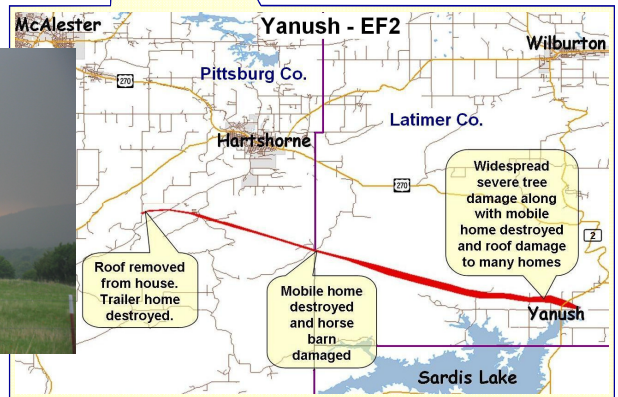 Yanush - EF2
McAlester
Wilburton
270
Pittsburg Co.
Latimer Co.
Hartshorne
270
Widespread
severe tree
damage along
with mobile
home destroyed
and roof damage
to many homes
2
Roof removed
from house.
Trailer home
destroyed.
Mobile home
destroyed
and horse
barn
damaged
Yanush
Sardis Lake